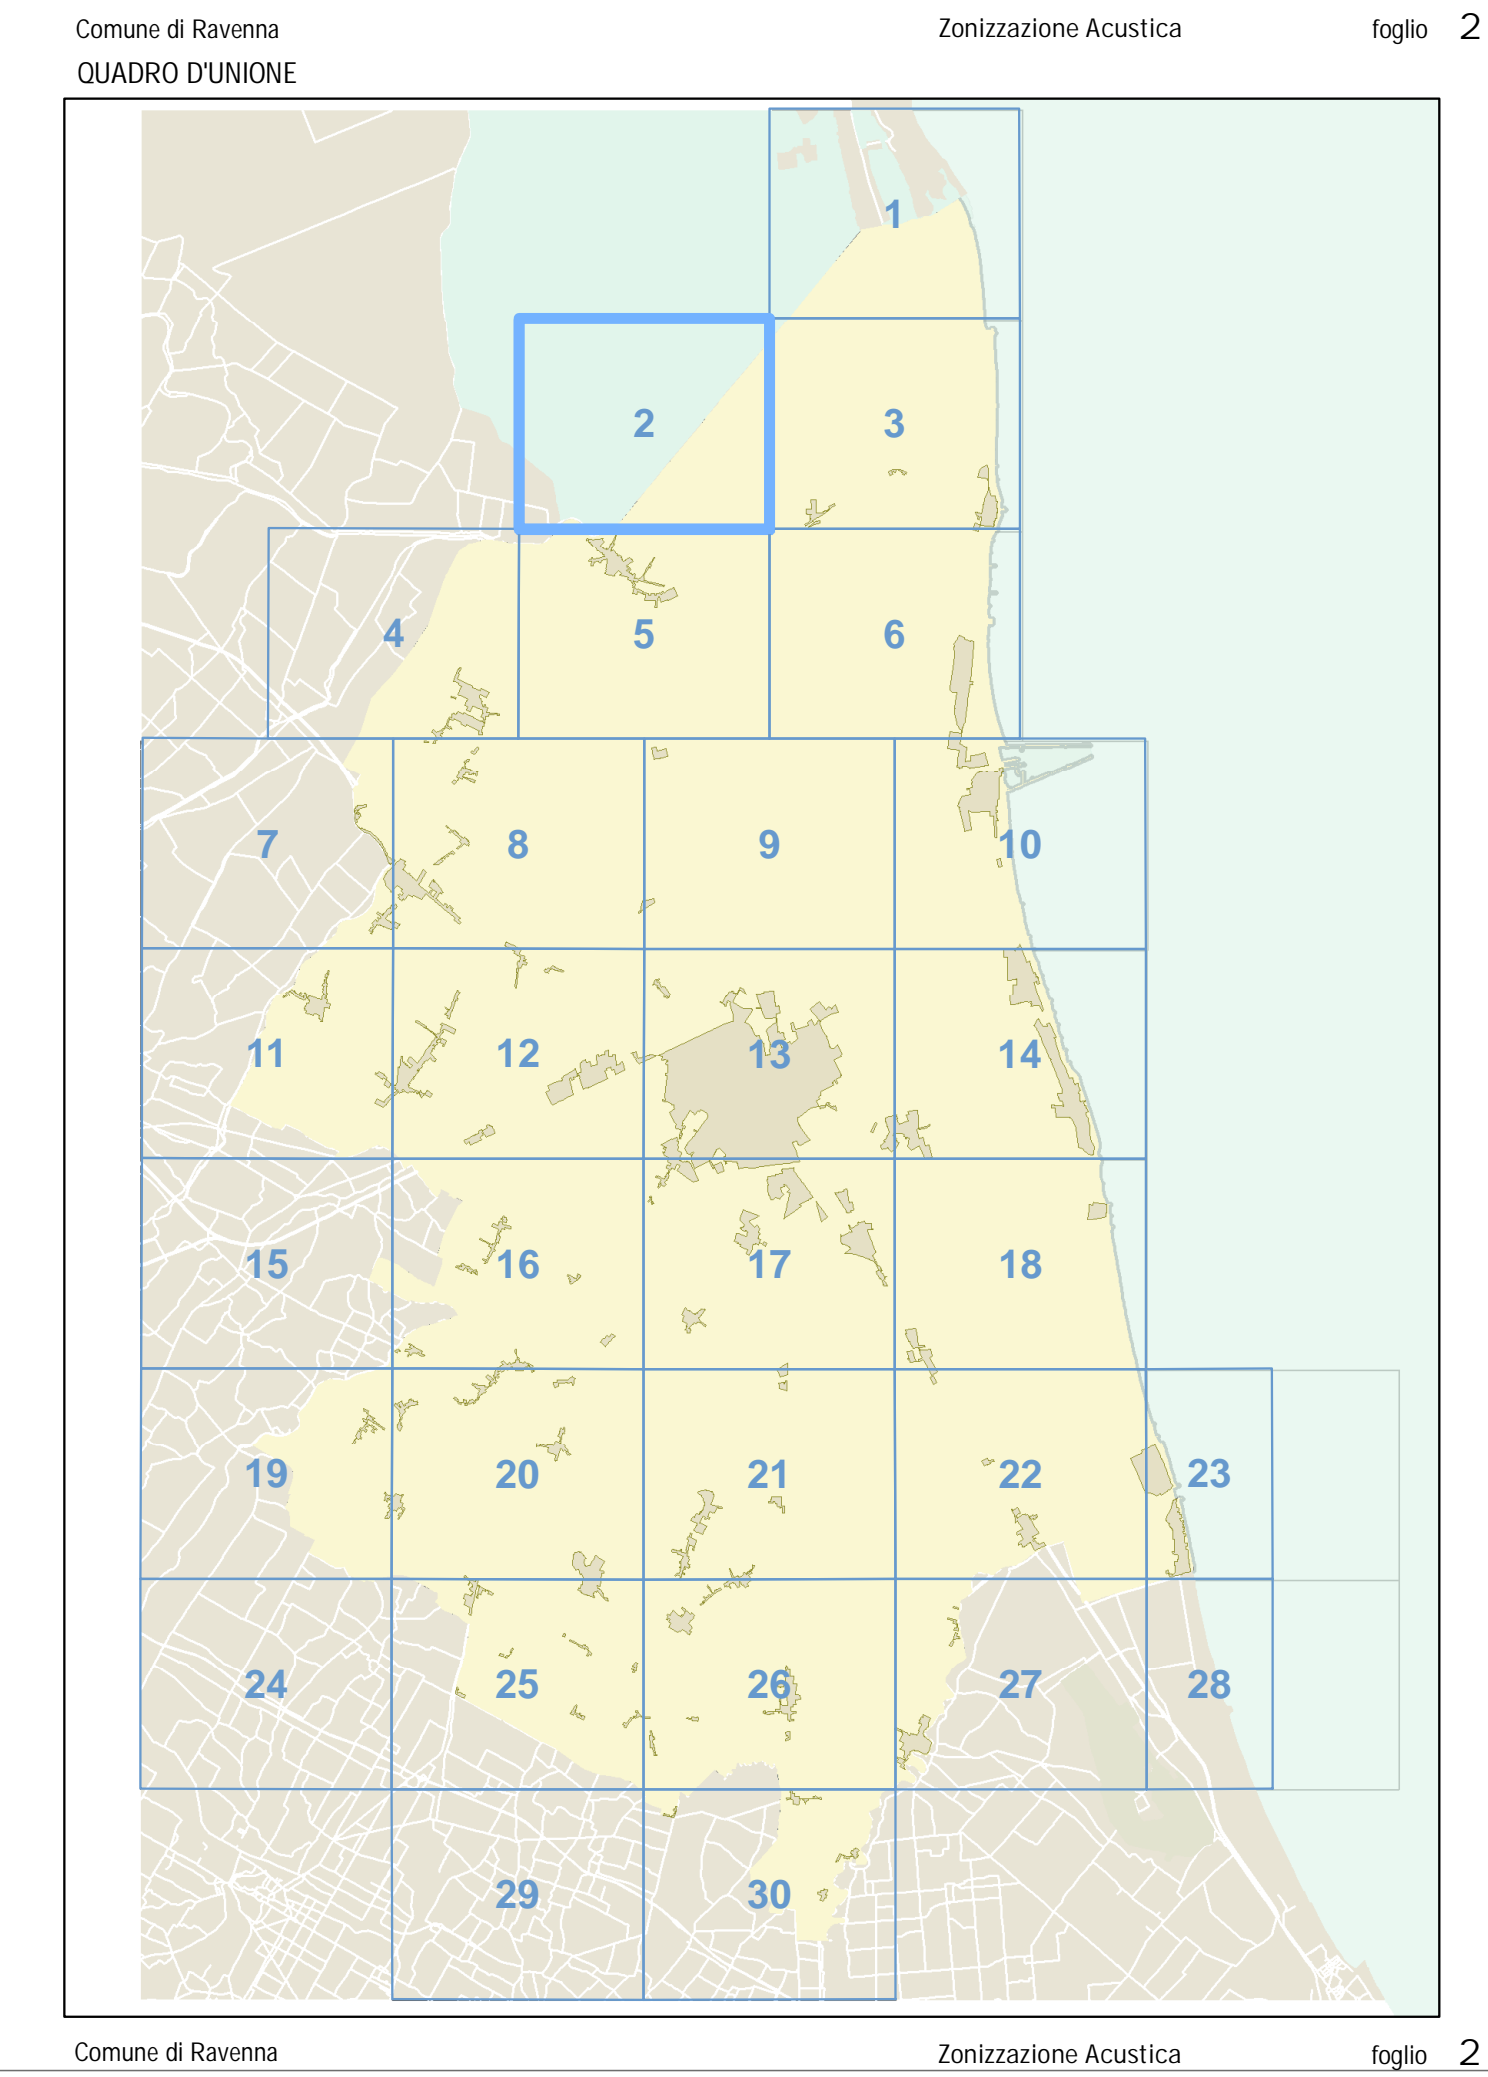 Comune di Ravenna Zonizzazione Acustica foglio 2
QUADRO D'UNIONE
1
2 3
4 5 6
7 8 9 10
11 12 13 14
15 16 17 18
19 20 21 22 23
24 25 26 27 28
29 30
Comune di Ravenna Zonizzazione Acustica foglio 2